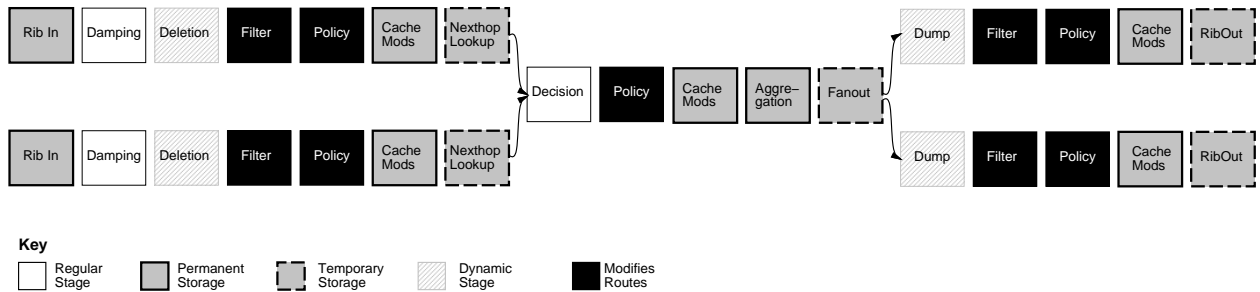 Rib In
Damping
Deletion
Filter
Policy
Cache
Mods
Nexthop
Lookup
Dump
Filter
Policy
Cache
Mods
RibOut
Decision
Policy
Cache
Mods
Aggre–
gation
Fanout
Rib In
Damping
Deletion
Filter
Policy
Cache
Mods
Nexthop
Lookup
Dump
Filter
Policy
Cache
Mods
RibOut
Key
Regular
Stage
Permanent
Storage
Temporary
Storage
Dynamic
Stage
Modifies
Routes